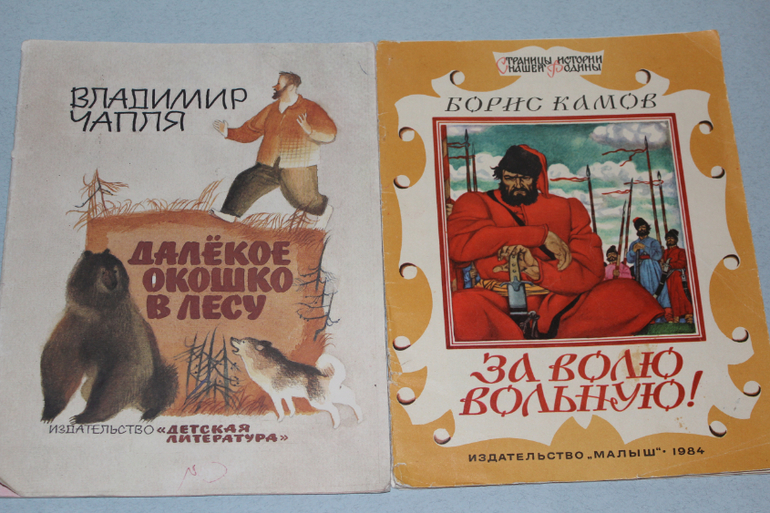 ВЛАДИМИР
ЧАПЛЯ
ДАЛЁКОЕ
ОКОШКО
В ЛЕСУ
ИЗДАТЕЛЬСТВО «ДЕТСКАЯ
ЛИТЕРАТУРА»
СТРАНИЦЫ ИСТОРИИ
НАШЕЙ РОДИНЫ
БОРИС КАМОВ
ЗА ВОЛЮ
ВОЛЬНУЮ!
ИЗДАТЕЛЬСТВО „МАЛЫШ“ · 1984